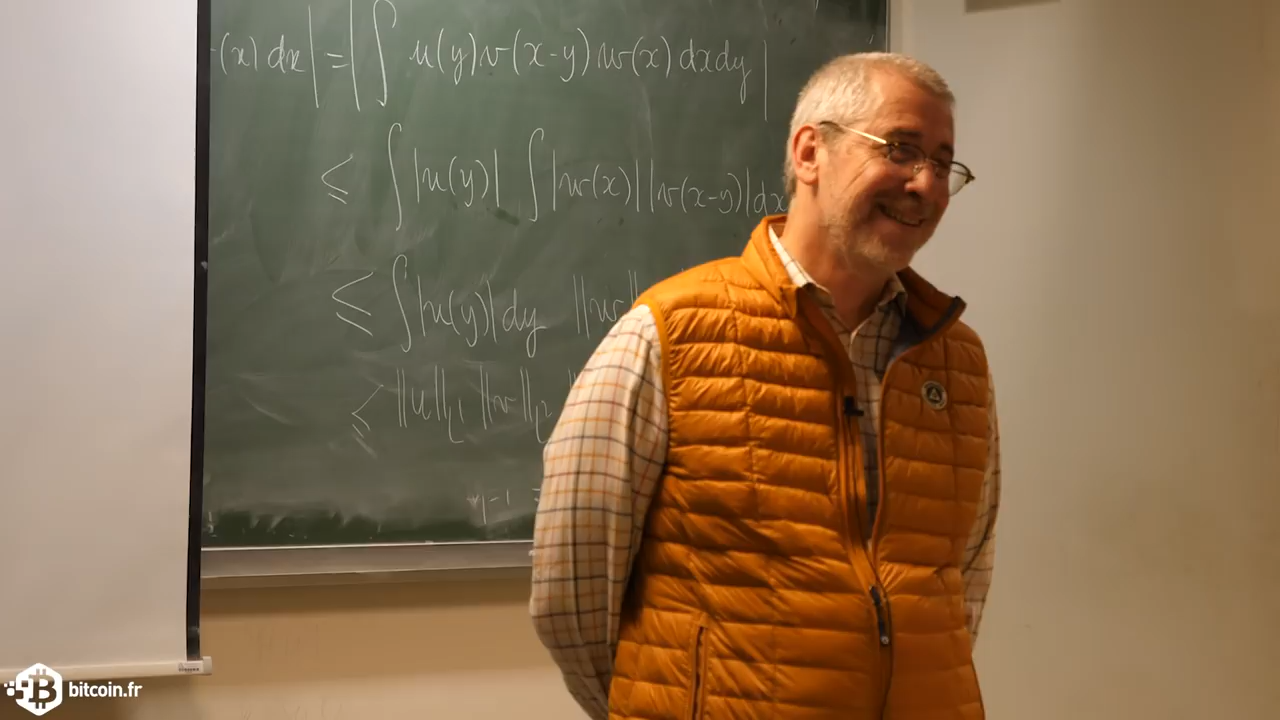 (x) dx | = | ∫ u(y) v(x-y) w(x) dx dy |
≤ ∫ |u(y)| ∫ |w(x)| |v(x-y)| dx
≤ ∫ |u(y)| dy ||w||
≤ ||u||_{L^1} ||v||_{L^2}
bitcoin.fr